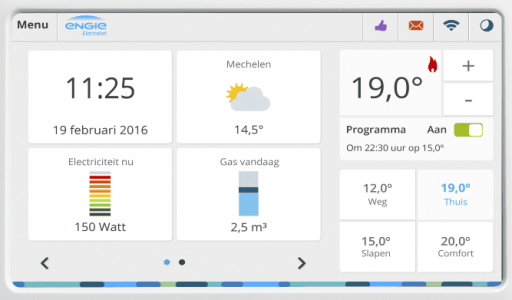 Menu
ENGIE
Electrabel
11:25
19 februari 2016
Mechelen
14,5°
Electriciteit nu
150 Watt
Gas vandaag
2,5 m³
19,0°
+
-
Programma Aan
Om 22:30 uur op 15,0°
12,0°
Weg
19,0°
Thuis
15,0°
Slapen
20,0°
Comfort